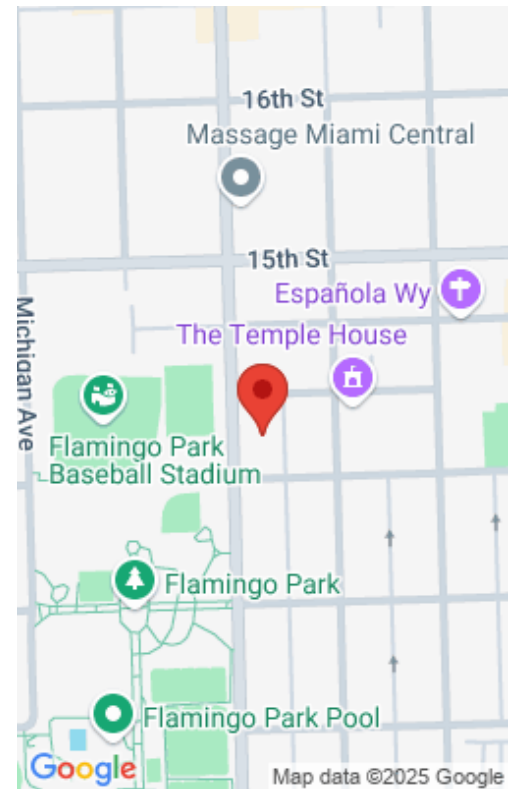 16th St
Massage Miami Central
15th St
Española Wy
The Temple House
Michigan Ave
Flamingo Park
Baseball Stadium
Flamingo Park
Flamingo Park Pool
Google
Map data ©2025 Google